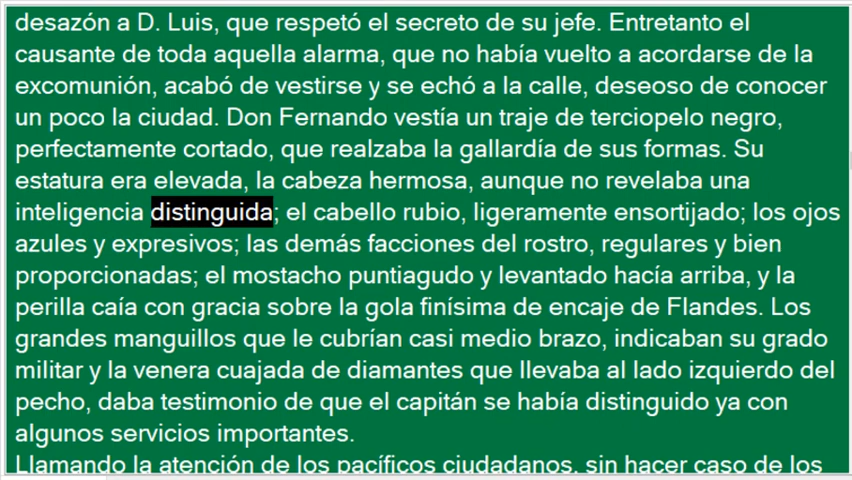 desazón a D. Luis, que respetó el secreto de su jefe. Entretanto el
causante de toda aquella alarma, que no había vuelto a acordarse de la
excomunión, acabó de vestirse y se echó a la calle, deseoso de conocer
un poco la ciudad. Don Fernando vestía un traje de terciopelo negro,
perfectamente cortado, que realzaba la gallardía de sus formas. Su
estatura era elevada, la cabeza hermosa, aunque no revelaba una
inteligencia distinguida; el cabello rubio, ligeramente ensortijado; los ojos
azules y expresivos; las demás facciones del rostro, regulares y bien
proporcionadas; el mostacho puntiagudo y levantado hacía arriba, y la
perilla caía con gracia sobre la gola finísima de encaje de Flandes. Los
grandes manguillos que le cubrían casi medio brazo, indicaban su grado
militar y la venera cuajada de diamantes que llevaba al lado izquierdo del
pecho, daba testimonio de que el capitán se había distinguido ya con
algunos servicios importantes.
Llamando la atención de los pacíficos ciudadanos, sin hacer caso de los